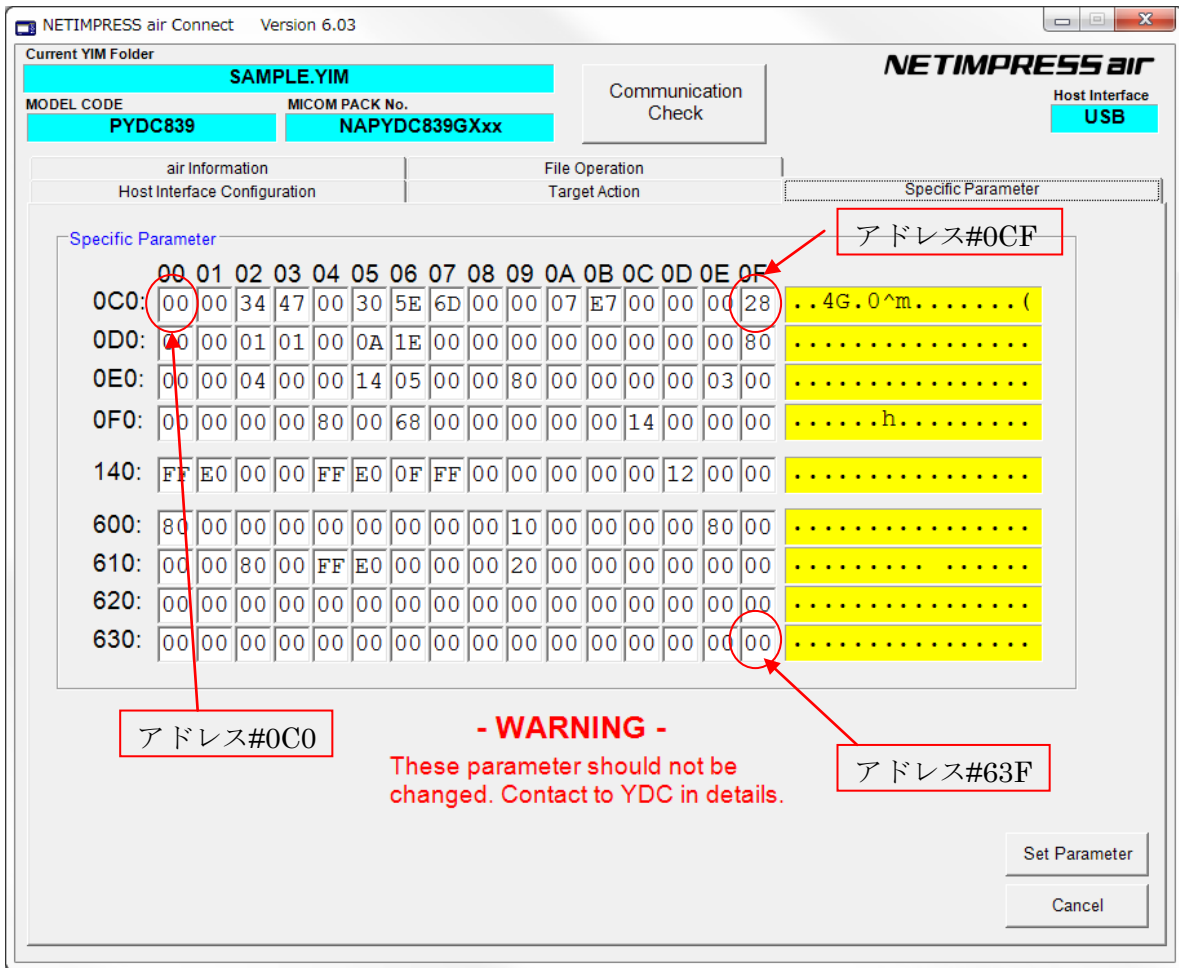 NETIMPRESS air Connect Version 6.03
Current YIM Folder
SAMPLE.YIM
MODEL CODE MICOM PACK No.
PYDC839 NAPYDC839GXxx
Communication
Check
NETIMPRESS air
Host Interface
USB
air Information File Operation
Host Interface Configuration Target Action Specific Parameter
アドレス#0CF
Specific Parameter
00 01 02 03 04 05 06 07 08 09 0A 0B 0C 0D 0E 0F
0C0: 00 00 34 47 00 30 5E 6D 00 00 07 E7 00 00 00 28 ..4G.0^m.......(
0D0: 00 00 01 01 00 0A 1E 00 00 00 00 00 00 00 00 80 ................
0E0: 00 00 04 00 00 14 05 00 00 80 00 00 00 00 03 00 ................
0F0: 00 00 00 00 80 00 68 00 00 00 00 00 14 00 00 00 ......h.........
140: FF E0 00 00 FF E0 0F FF 00 00 00 00 00 12 00 00 ................
600: 80 00 00 00 00 00 00 00 00 10 00 00 00 00 80 00 ................
610: 00 00 80 00 FF E0 00 00 00 20 00 00 00 00 00 00 ......... ......
620: 00 00 00 00 00 00 00 00 00 00 00 00 00 00 00 00 ................
630: 00 00 00 00 00 00 00 00 00 00 00 00 00 00 00 00 ................
アドレス#0C0
- WARNING -
These parameter should not be
changed. Contact to YDC in details.
アドレス#63F
Set Parameter
Cancel